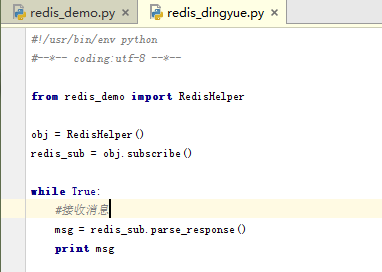 redis_demo.py × redis_dingyue.py ×
#!/usr/bin/env python
#--*-- coding:utf-8 --*--
from redis_demo import RedisHelper
obj = RedisHelper()
redis_sub = obj.subscribe()
while True:
#接收消息
msg = redis_sub.parse_response()
print msg